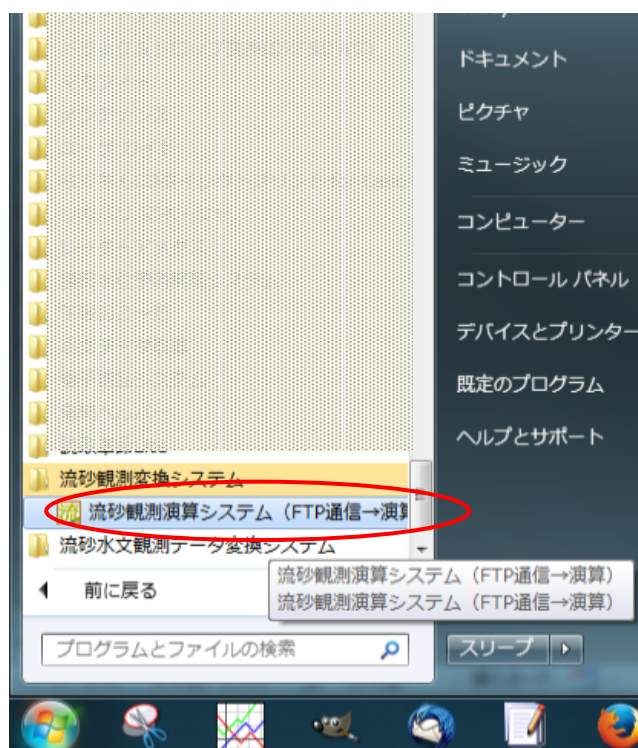 ドキュメント
ピクチャ
ミュージック
コンピューター
コントロール パネル
デバイスとプリンター
既定のプログラム
ヘルプとサポート
流砂観測変換システム
流 流砂観測演算システム（FTP通信→演算
流砂水文観測データ変換システム
流砂観測演算システム（FTP通信→演算）
流砂観測演算システム（FTP通信→演算）
前に戻る
プログラムとファイルの検索
スリープ